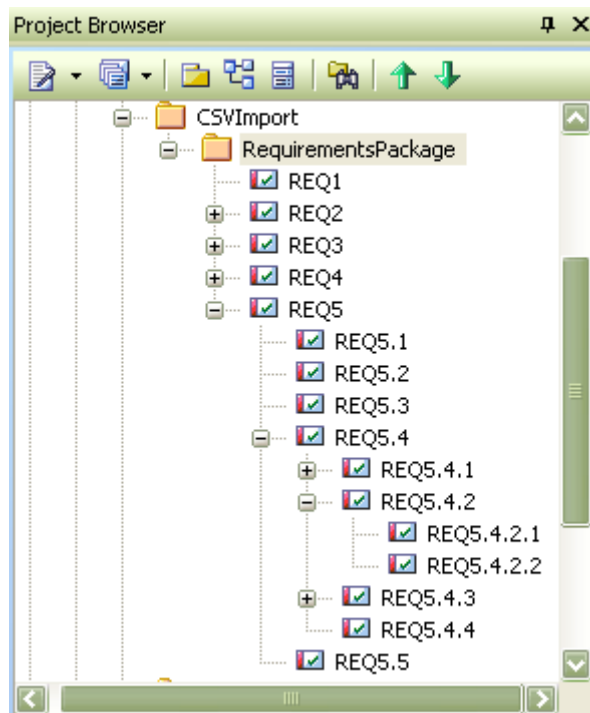 Project Browser
CSVImport
RequirementsPackage
REQ1
REQ2
REQ3
REQ4
REQ5
REQ5.1
REQ5.2
REQ5.3
REQ5.4
REQ5.4.1
REQ5.4.2
REQ5.4.2.1
REQ5.4.2.2
REQ5.4.3
REQ5.4.4
REQ5.5